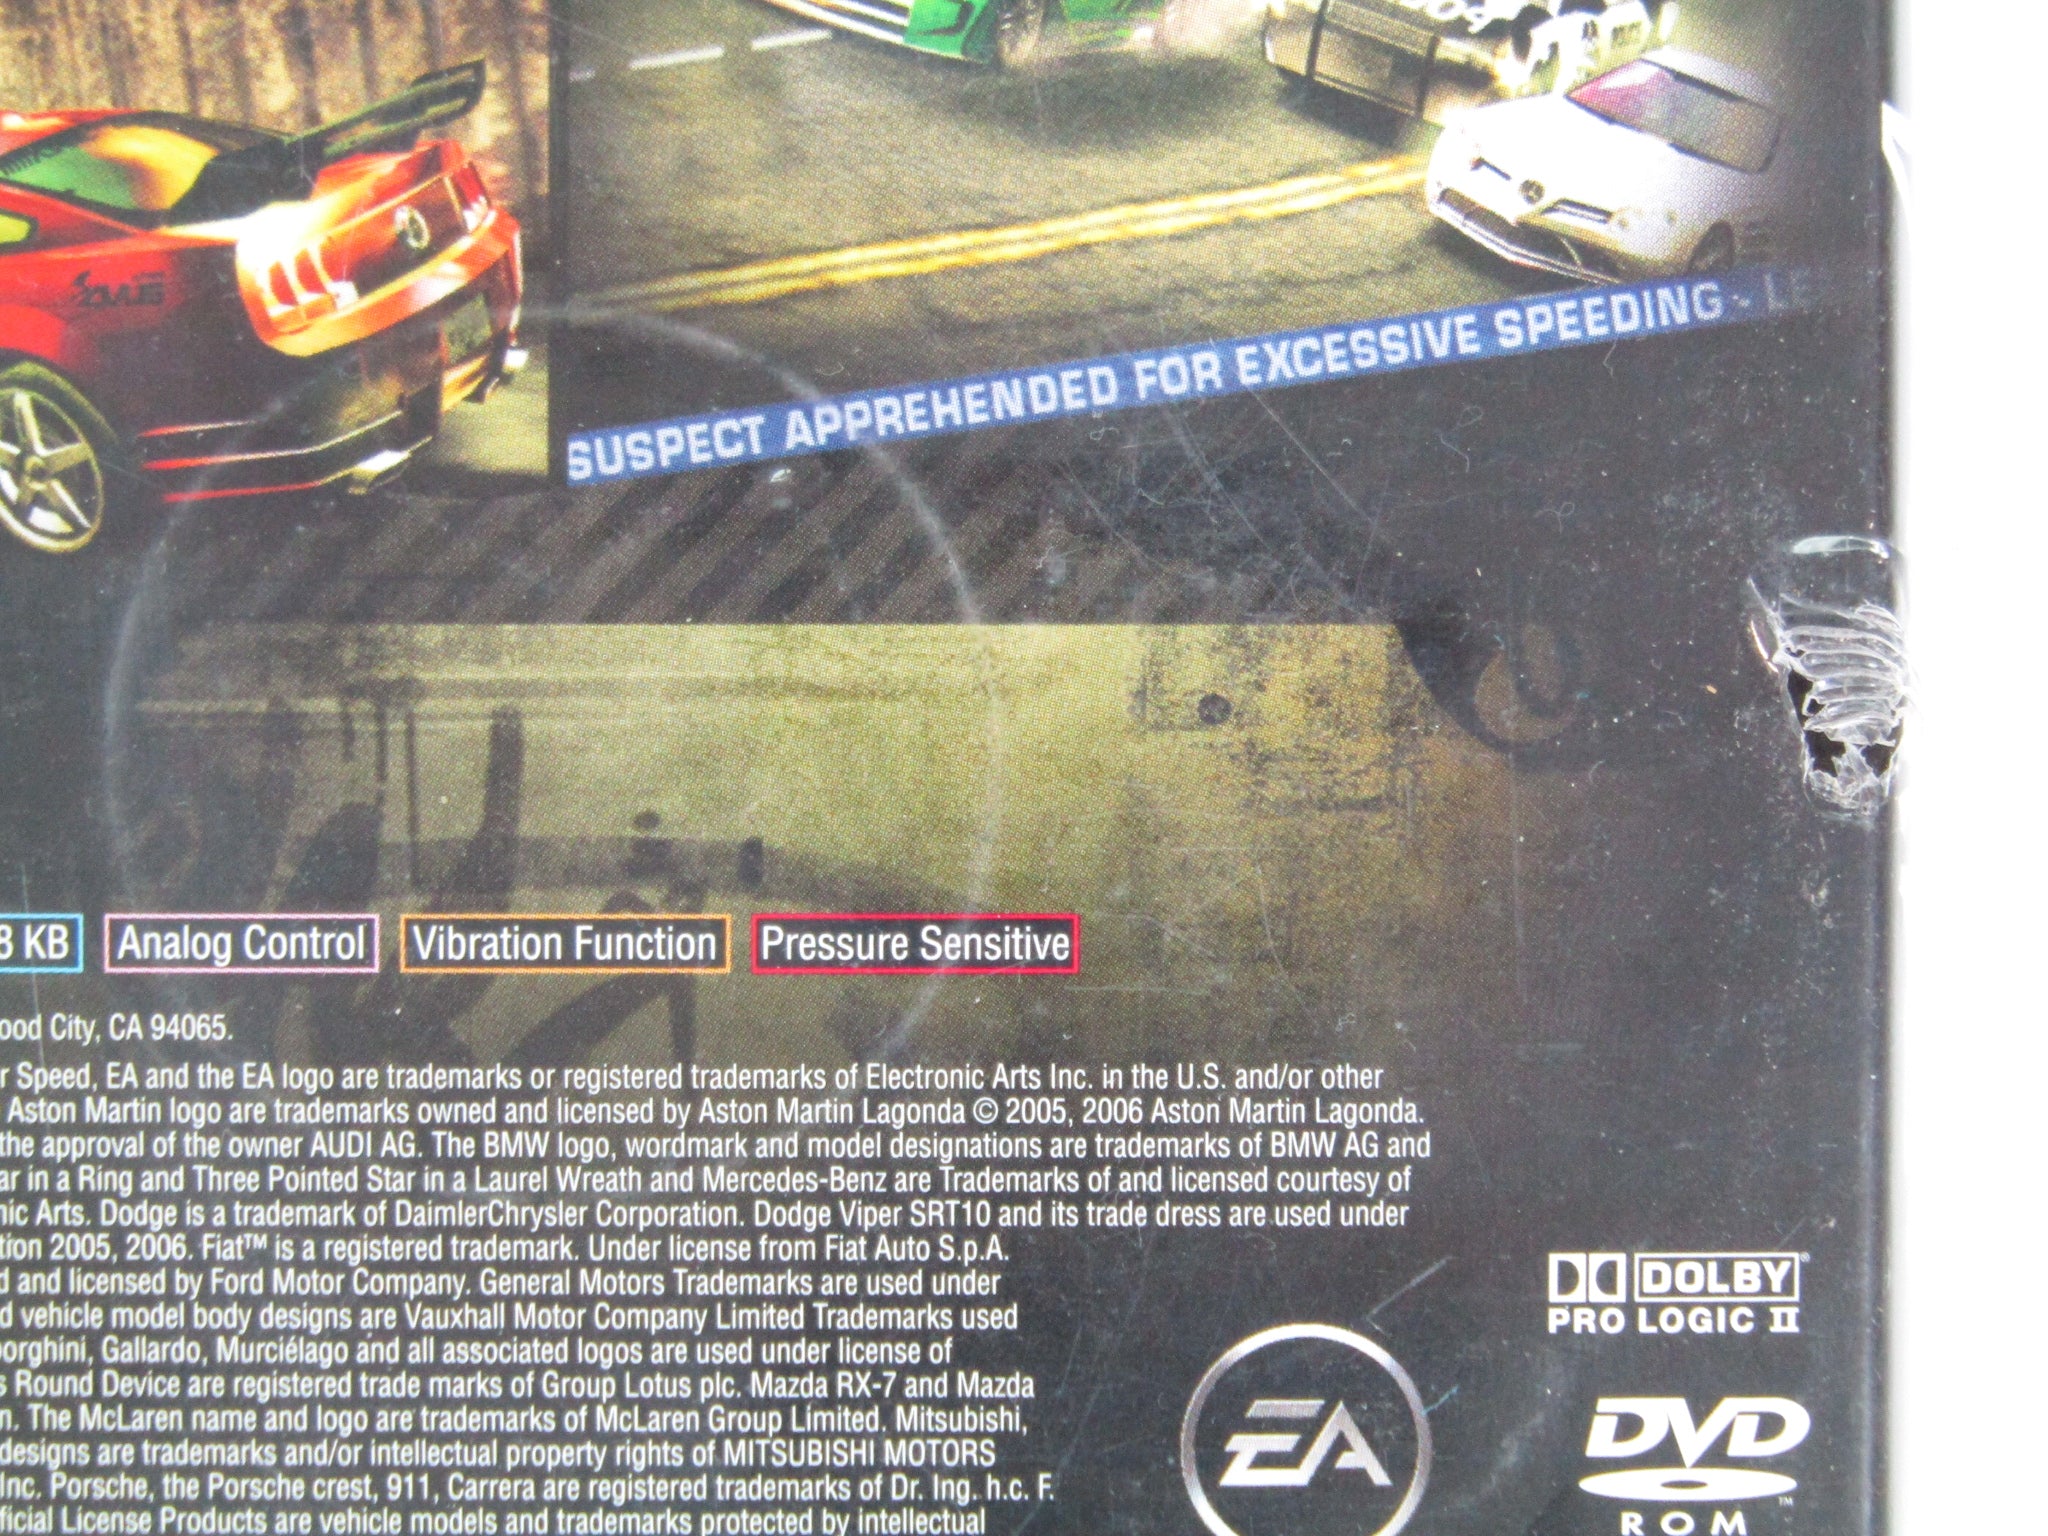 SUSPECT APPREHENDED FOR EXCESSIVE SPEEDING - LE
8 KB
Analog Control
Vibration Function
Pressure Sensitive
ood City, CA 94065.
r Speed, EA and the EA logo are trademarks or registered trademarks of Electronic Arts Inc. in the U.S. and/or other
Aston Martin logo are trademarks owned and licensed by Aston Martin Lagonda © 2005, 2006 Aston Martin Lagonda.
the approval of the owner AUDI AG. The BMW logo, wordmark and model designations are trademarks of BMW AG and
ar in a Ring and Three Pointed Star in a Laurel Wreath and Mercedes-Benz are Trademarks of and licensed courtesy of
nic Arts. Dodge is a trademark of DaimlerChrysler Corporation. Dodge Viper SRT10 and its trade dress are used under
tion 2005, 2006. Fiat™ is a registered trademark. Under license from Fiat Auto S.p.A.
d and licensed by Ford Motor Company. General Motors Trademarks are used under
d vehicle model body designs are Vauxhall Motor Company Limited Trademarks used
orghini, Gallardo, Murciélago and all associated logos are used under license of
s Round Device are registered trade marks of Group Lotus plc. Mazda RX-7 and Mazda
n. The McLaren name and logo are trademarks of McLaren Group Limited. Mitsubishi,
designs are trademarks and/or intellectual property rights of MITSUBISHI MOTORS
Inc. Porsche, the Porsche crest, 911, Carrera are registered trademarks of Dr. Ing. h.c. F.
ficial License Products are vehicle models and trademarks protected by intellectual
DOLBY®
PRO LOGIC II
EA
DVD™
ROM